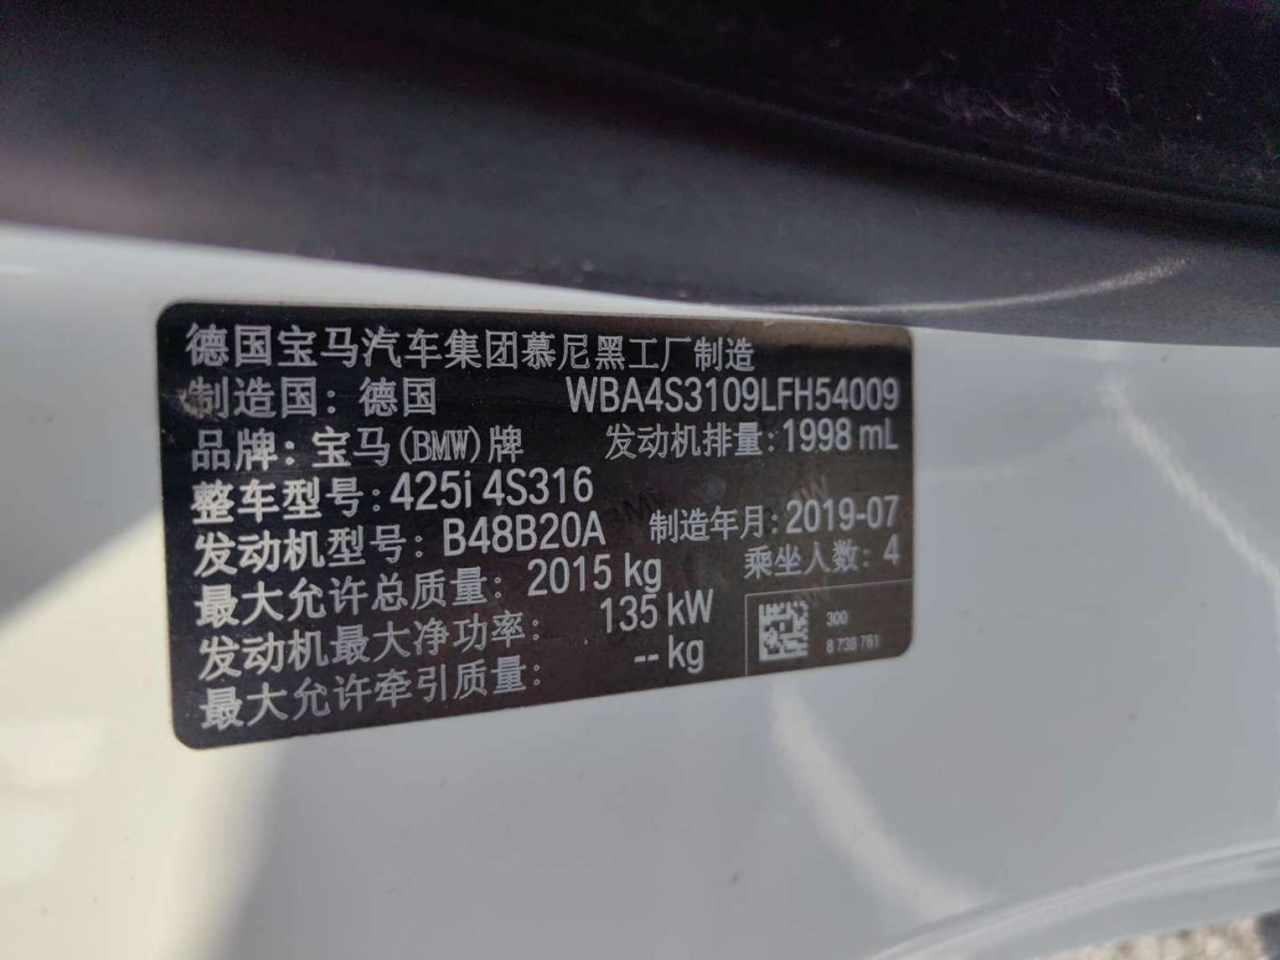 德国宝马汽车集团慕尼黑工厂制造
制造国：德国 WBA4S3109LFH54009
品牌：宝马(BMW)牌 发动机排量：1998 mL
整车型号：425i 4S316
发动机型号：B48B20A 制造年月：2019-07
最大允许总质量：2015 kg 乘坐人数：4
发动机最大净功率：135 kW
最大允许牵引质量：-- kg
300
8 738 761